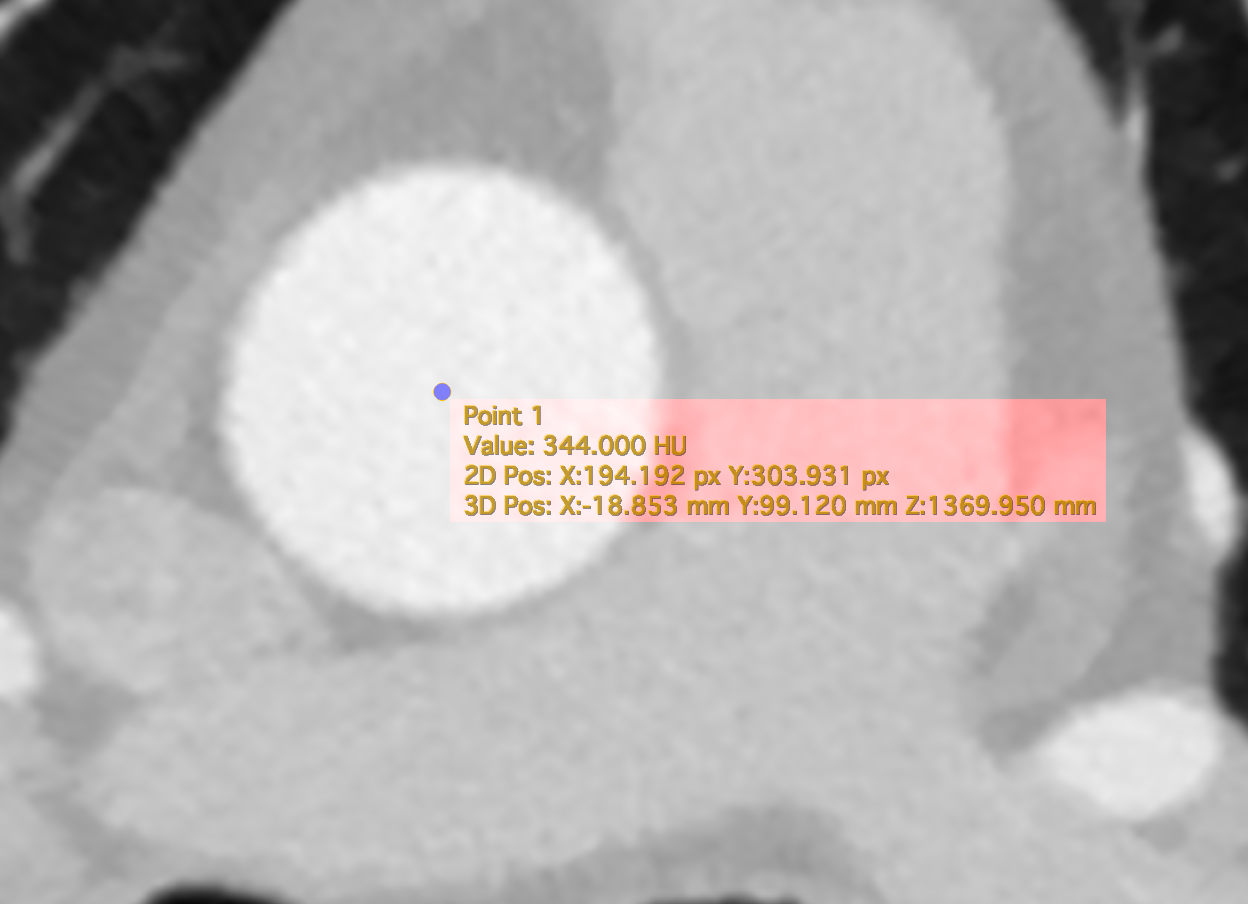 Point 1
Value: 344.000 HU
2D Pos: X:194.192 px Y:303.931 px
3D Pos: X:-18.853 mm Y:99.120 mm Z:1369.950 mm